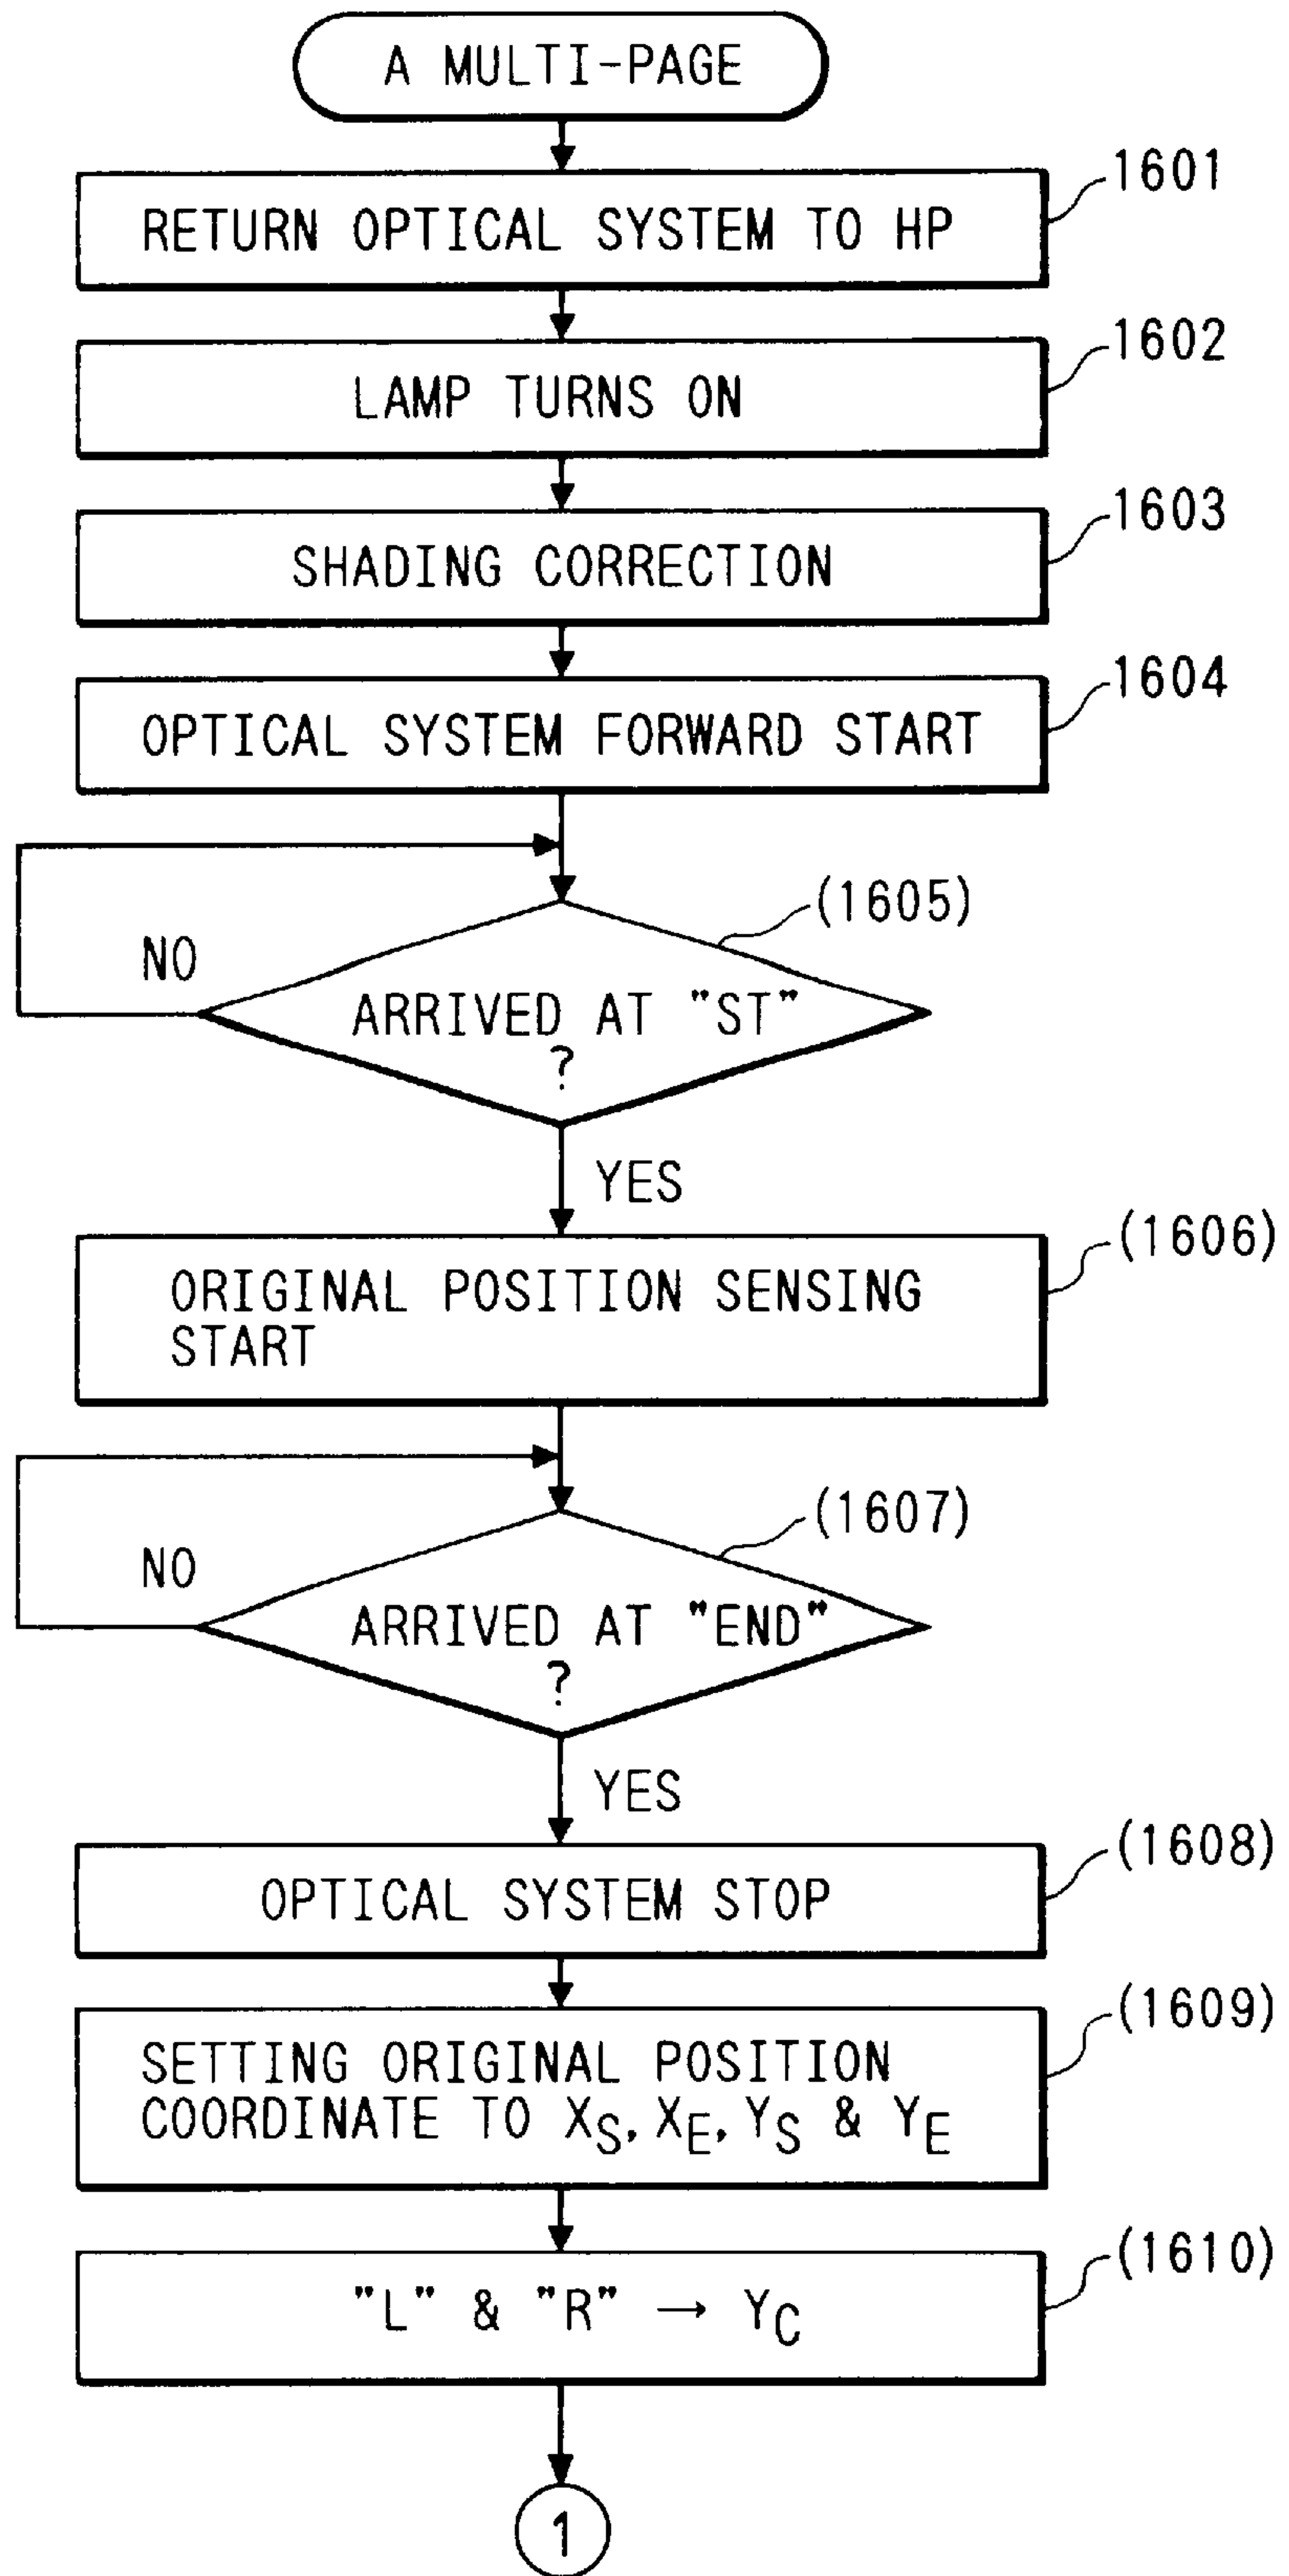 A MULTI-PAGE
1601
RETURN OPTICAL SYSTEM TO HP
1602
LAMP TURNS ON
1603
SHADING CORRECTION
1604
OPTICAL SYSTEM FORWARD START
(1605)
NO
ARRIVED AT "ST"
?
YES
(1606)
ORIGINAL POSITION SENSING
START
(1607)
NO
ARRIVED AT "END"
?
YES
(1608)
OPTICAL SYSTEM STOP
(1609)
SETTING ORIGINAL POSITION
COORDINATE TO XS, XE, YS & YE
(1610)
"L" & "R" → YC
1